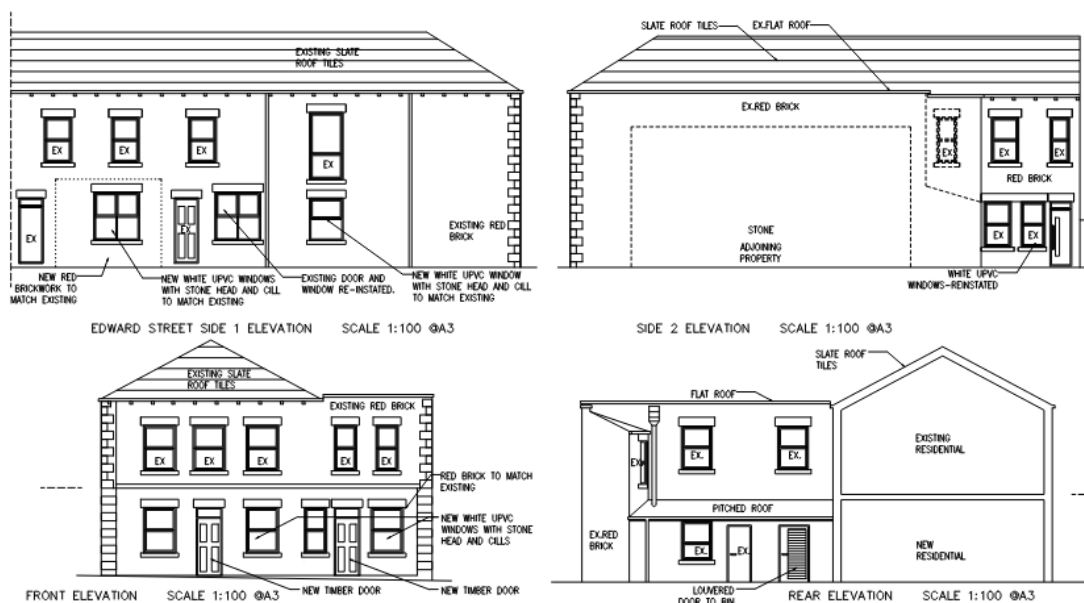 EXISTING SLATE
ROOF TILES
EX
EX
EX
EX
EX
EX
EXISTING RED
BRICK
NEW RED
BRICKWORK TO
MATCH EXISTING
NEW WHITE UPVC WINDOWS
WITH STONE HEAD AND CILL
TO MATCH EXISTING
EXISTING DOOR AND
WINDOW RE-INSTATED.
NEW WHITE UPVC WINDOW
WITH STONE HEAD AND CILL
TO MATCH EXISTING
EDWARD STREET SIDE 1 ELEVATION SCALE 1:100 @A3
SLATE ROOF TILES
EX.FLAT ROOF
EX.RED BRICK
EX
EX
EX
RED BRICK
EX
EX
STONE
ADJOINING
PROPERTY
WHITE UPVC
WINDOWS-REINSTATED
SIDE 2 ELEVATION SCALE 1:100 @A3
EXISTING SLATE
ROOF TILES
EXISTING RED BRICK
EX
EX
EX
EX
EX
RED BRICK TO MATCH
EXISTING
NEW WHITE UPVC
WINDOWS WITH STONE
HEAD AND CILLS
NEW TIMBER DOOR
NEW TIMBER DOOR
FRONT ELEVATION SCALE 1:100 @A3
SLATE ROOF
TILES
FLAT ROOF
EX
EX.
EX.
EXISTING
RESIDENTIAL
PITCHED ROOF
EX.RED
BRICK
EX.
EX.
NEW
RESIDENTIAL
LOUVERED
DOOR TO BIN
REAR ELEVATION SCALE 1:100 @A3